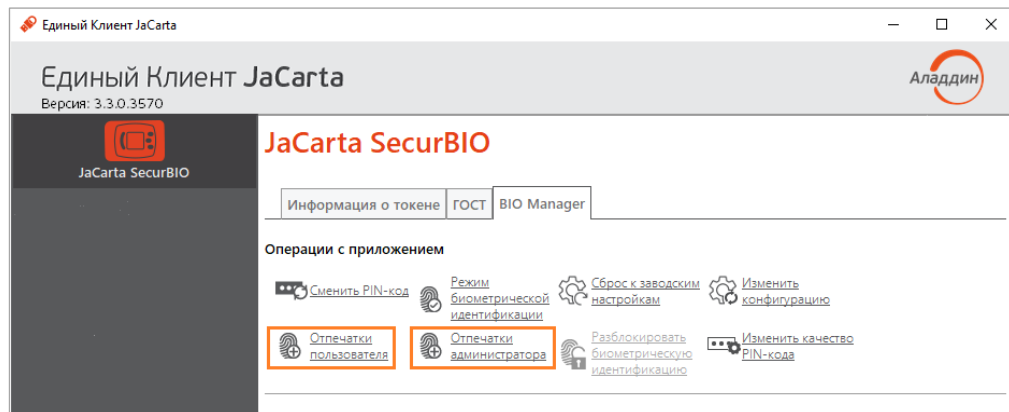 Единый Клиент JaCarta
Единый Клиент JaCarta
Версия: 3.3.0.3570
Аладдин
JaCarta SecurBIO
JaCarta SecurBIO
Информация о токене ГОСТ BIO Manager
Операции с приложением
Сменить PIN-код
Режим
биометрической
идентификации
Сброс к заводским
настройкам
Изменить
конфигурацию
Отпечатки
пользователя
Отпечатки
администратора
Разблокировать
биометрическую
идентификацию
Изменить качество
PIN-кода